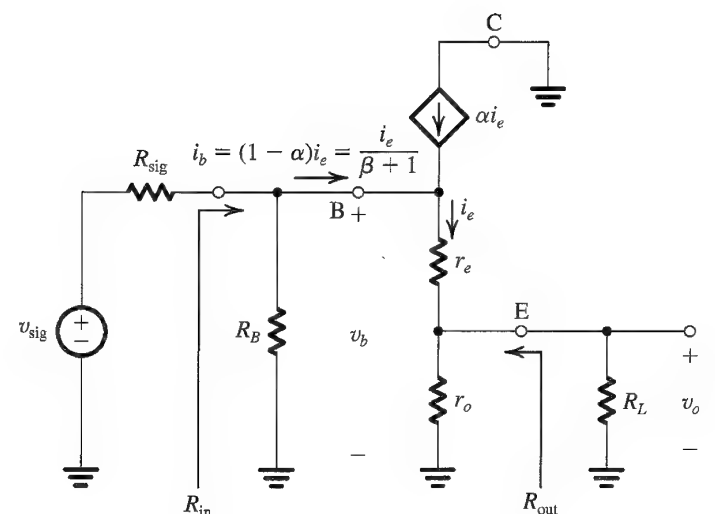 C
αi_e
i_b = (1 − α)i_e = i_e / (β + 1)
R_sig
B +
i_e
r_e
v_sig
+
−
R_B
v_b
E
+
r_o
R_L
v_o
−
−
R_in
R_out